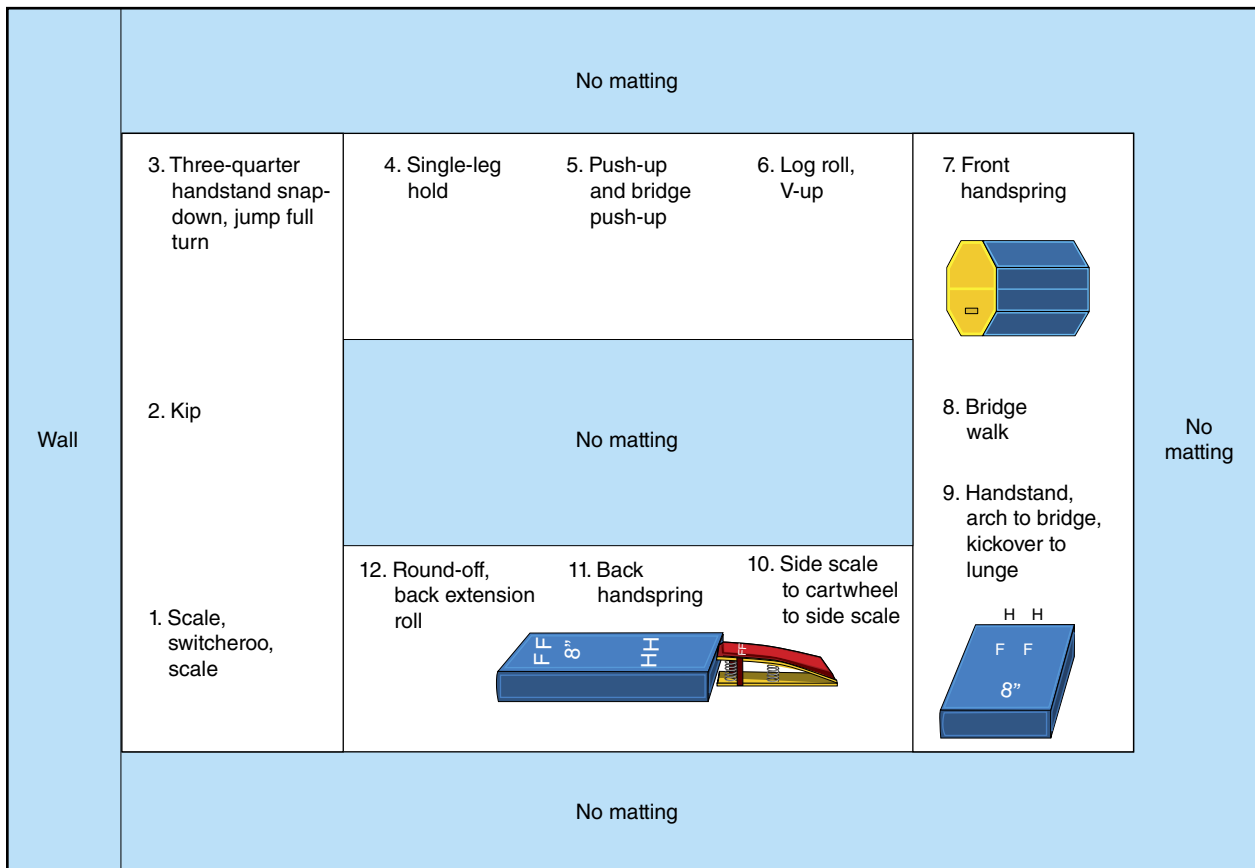 No matting
3. Three-quarter
handstand snap-
down, jump full
turn
4. Single-leg
hold
5. Push-up
and bridge
push-up
6. Log roll,
V-up
7. Front
handspring
2. Kip
8. Bridge
walk
Wall
No matting
No
matting
9. Handstand,
arch to bridge,
kickover to
lunge
1. Scale,
switcheroo,
scale
12. Round-off,
back extension
roll
11. Back
handspring
10. Side scale
to cartwheel
to side scale
FF
8”
HH
FF
H H
F F
8”
No matting